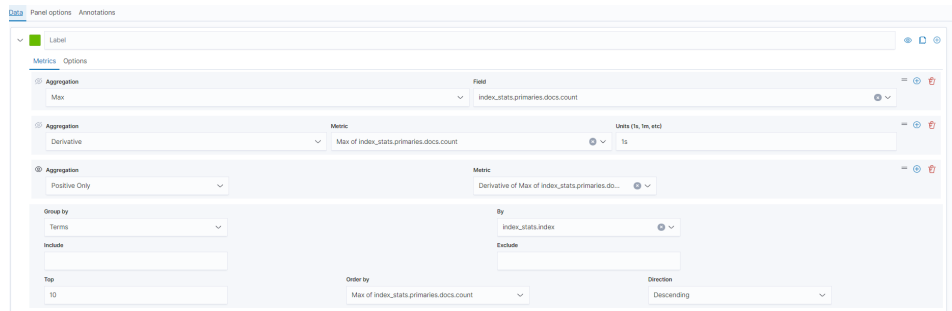 Data Panel options Annotations
Label
Metrics Options
Aggregation Field
Max index_stats.primaries.docs.count
Aggregation Metric Units (1s, 1m, etc)
Derivative Max of index_stats.primaries.docs.count 1s
Aggregation Metric
Positive Only Derivative of Max of index_stats.primaries.do...
Group by By
Terms index_stats.index
Include Exclude
Top Order by Direction
10 Max of index_stats.primaries.docs.count Descending